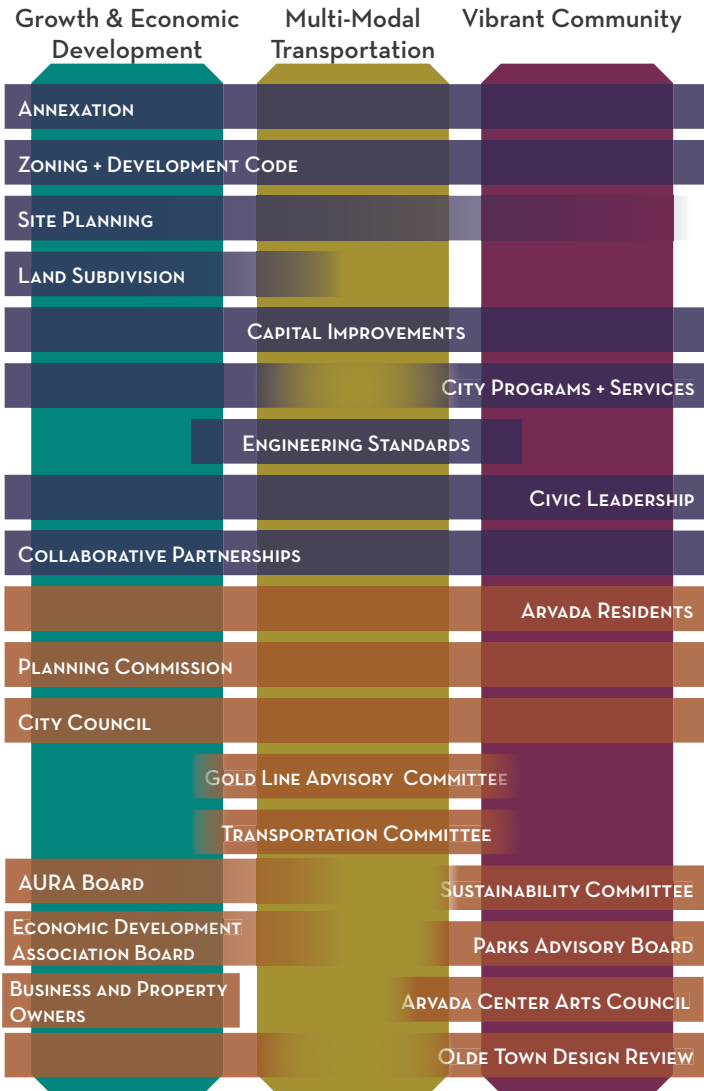 Growth & Economic
Development
Multi-Modal
Transportation
Vibrant Community
Annexation
Zoning + Development Code
Site Planning
Land Subdivision
Capital Improvements
City Programs + Services
Engineering Standards
Civic Leadership
Collaborative Partnerships
Arvada Residents
Planning Commission
City Council
Gold Line Advisory Committee
Transportation Committee
AURA Board
Sustainability Committee
Economic Development
Association Board
Parks Advisory Board
Business and Property
Owners
Arvada Center Arts Council
Olde Town Design Review